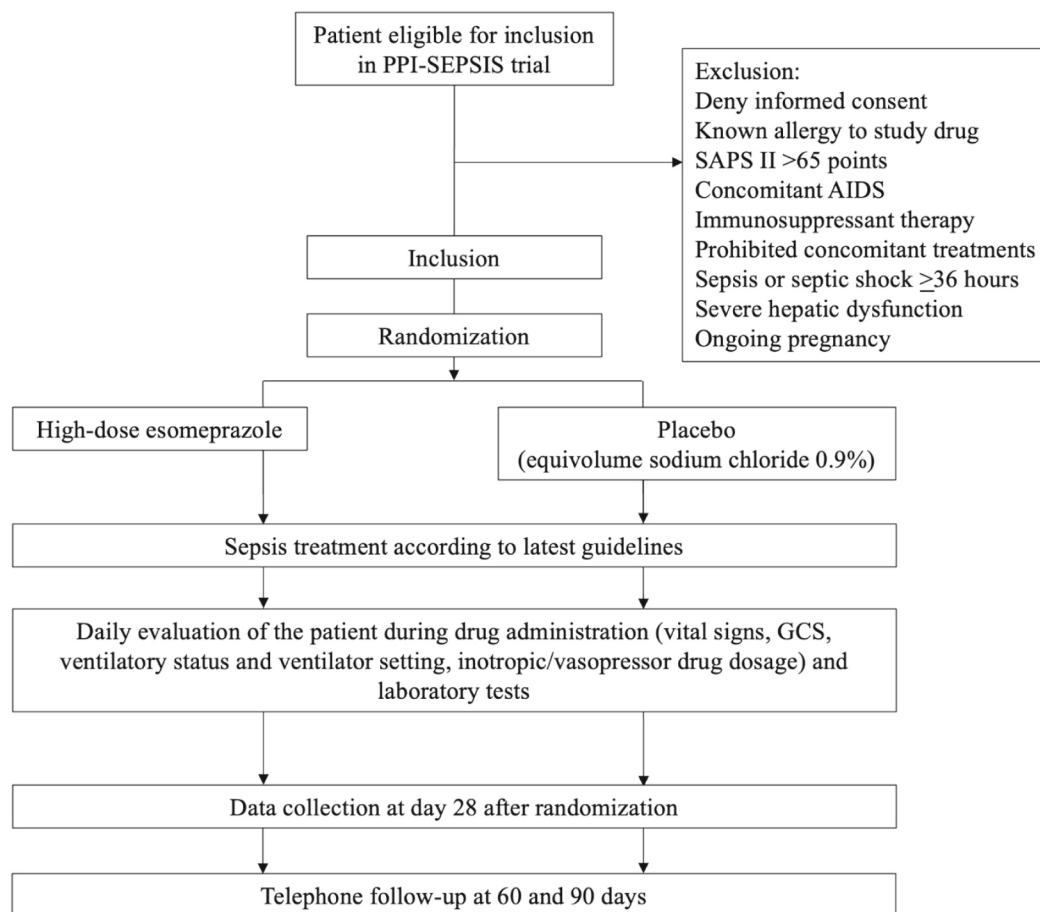 Patient eligible for inclusion
in PPI-SEPSIS trial
Exclusion:
Deny informed consent
Known allergy to study drug
SAPS II >65 points
Concomitant AIDS
Immunosuppressant therapy
Prohibited concomitant treatments
Sepsis or septic shock ≥36 hours
Severe hepatic dysfunction
Ongoing pregnancy
Inclusion
Randomization
High-dose esomeprazole
Placebo
(equivolume sodium chloride 0.9%)
Sepsis treatment according to latest guidelines
Daily evaluation of the patient during drug administration (vital signs, GCS,
ventilatory status and ventilator setting, inotropic/vasopressor drug dosage) and
laboratory tests
Data collection at day 28 after randomization
Telephone follow-up at 60 and 90 days